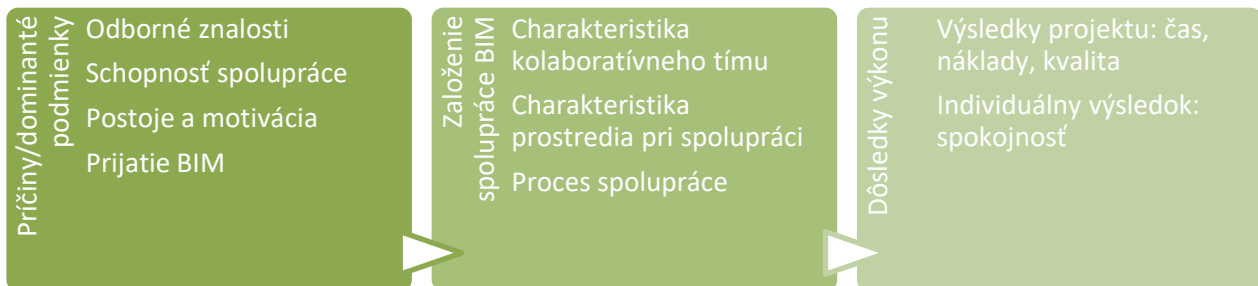 Príčiny/dominanté
podmienky
Odborné znalosti
Schopnosť spolupráce
Postoje a motivácia
Prijatie BIM
Založenie
spolupráce BIM
Charakteristika
kolaboratívneho tímu
Charakteristika
prostredia pri spolupráci
Proces spolupráce
Dôsledky výkonu
Výsledky projektu: čas,
náklady, kvalita
Individuálny výsledok:
spokojnosť